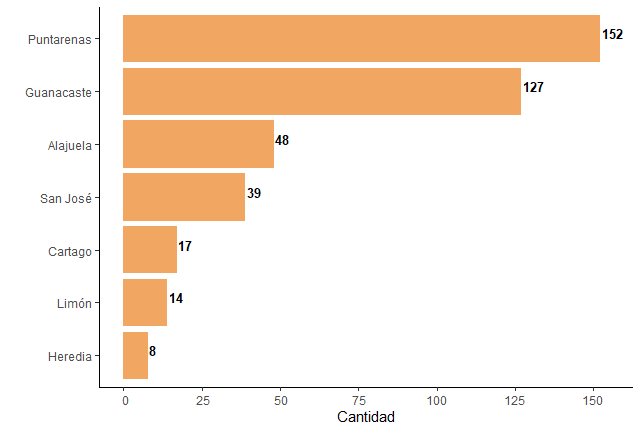 Puntarenas 152
Guanacaste 127
Alajuela 48
San José 39
Cartago 17
Limón 14
Heredia 8
0 25 50 75 100 125 150
Cantidad